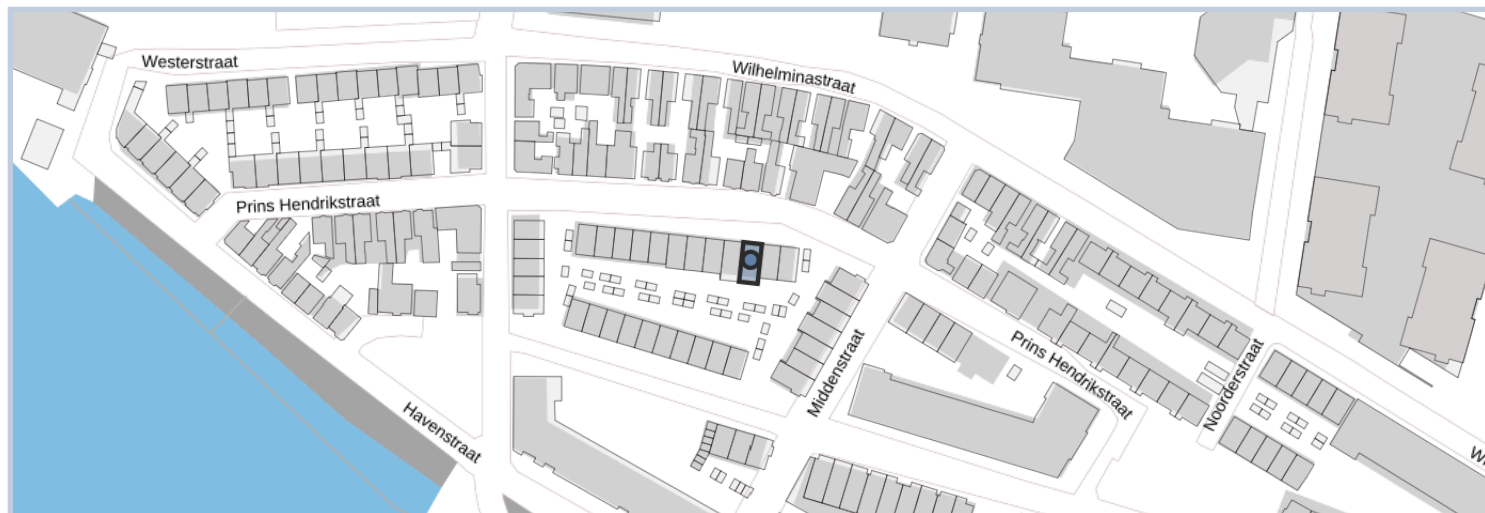 Westerstraat
Wilhelminastraat
Prins Hendrikstraat
Prins Hendrikstraat
Middenstraat
Noorderstraat
Havenstraat